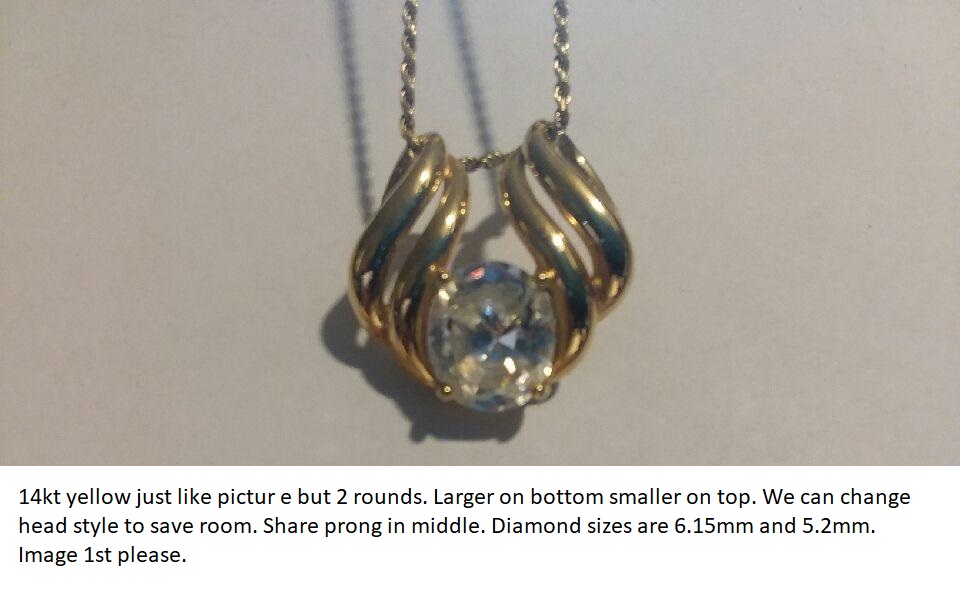 14kt yellow just like pictur e but 2 rounds. Larger on bottom smaller on top. We can change
head style to save room. Share prong in middle. Diamond sizes are 6.15mm and 5.2mm.
Image 1st please.